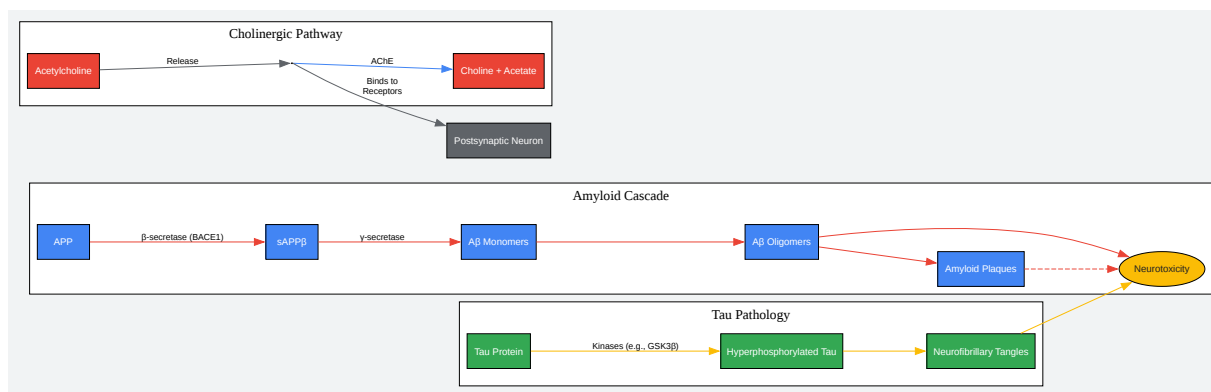 Cholinergic Pathway
Acetylcholine
Release
AChE
Choline + Acetate
Binds to
Receptors
Postsynaptic Neuron
Amyloid Cascade
APP
β-secretase (BACE1)
sAPPβ
γ-secretase
Aβ Monomers
Aβ Oligomers
Amyloid Plaques
Neurotoxicity
Tau Pathology
Tau Protein
Kinases (e.g., GSK3β)
Hyperphosphorylated Tau
Neurofibrillary Tangles